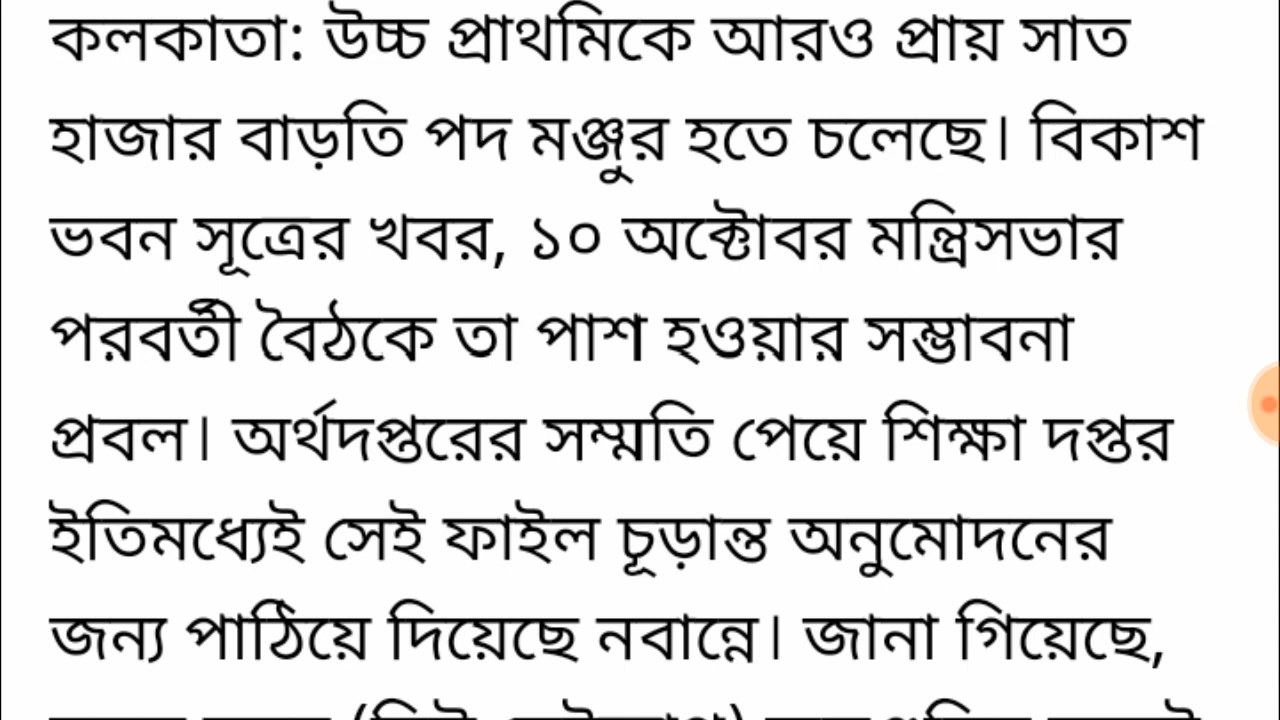 কলকাতা: উচ্চ প্রাথমিকে আরও প্রায় সাত
হাজার বাড়তি পদ মঞ্জুর হতে চলেছে। বিকাশ
ভবন সূত্রের খবর, ১০ অক্টোবর মন্ত্রিসভার
পরবর্তী বৈঠকে তা পাশ হওয়ার সম্ভাবনা
প্রবল। অর্থদপ্তরের সম্মতি পেয়ে শিক্ষা দপ্তর
ইতিমধ্যেই সেই ফাইল চূড়ান্ত অনুমোদনের
জন্য পাঠিয়ে দিয়েছে নবান্নে। জানা গিয়েছে,